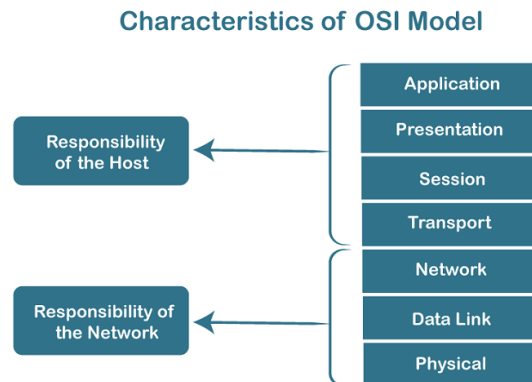 Characteristics of OSI Model
Application
Presentation
Session
Transport
Network
Data Link
Physical
Responsibility
of the Host
Responsibility of
the Network